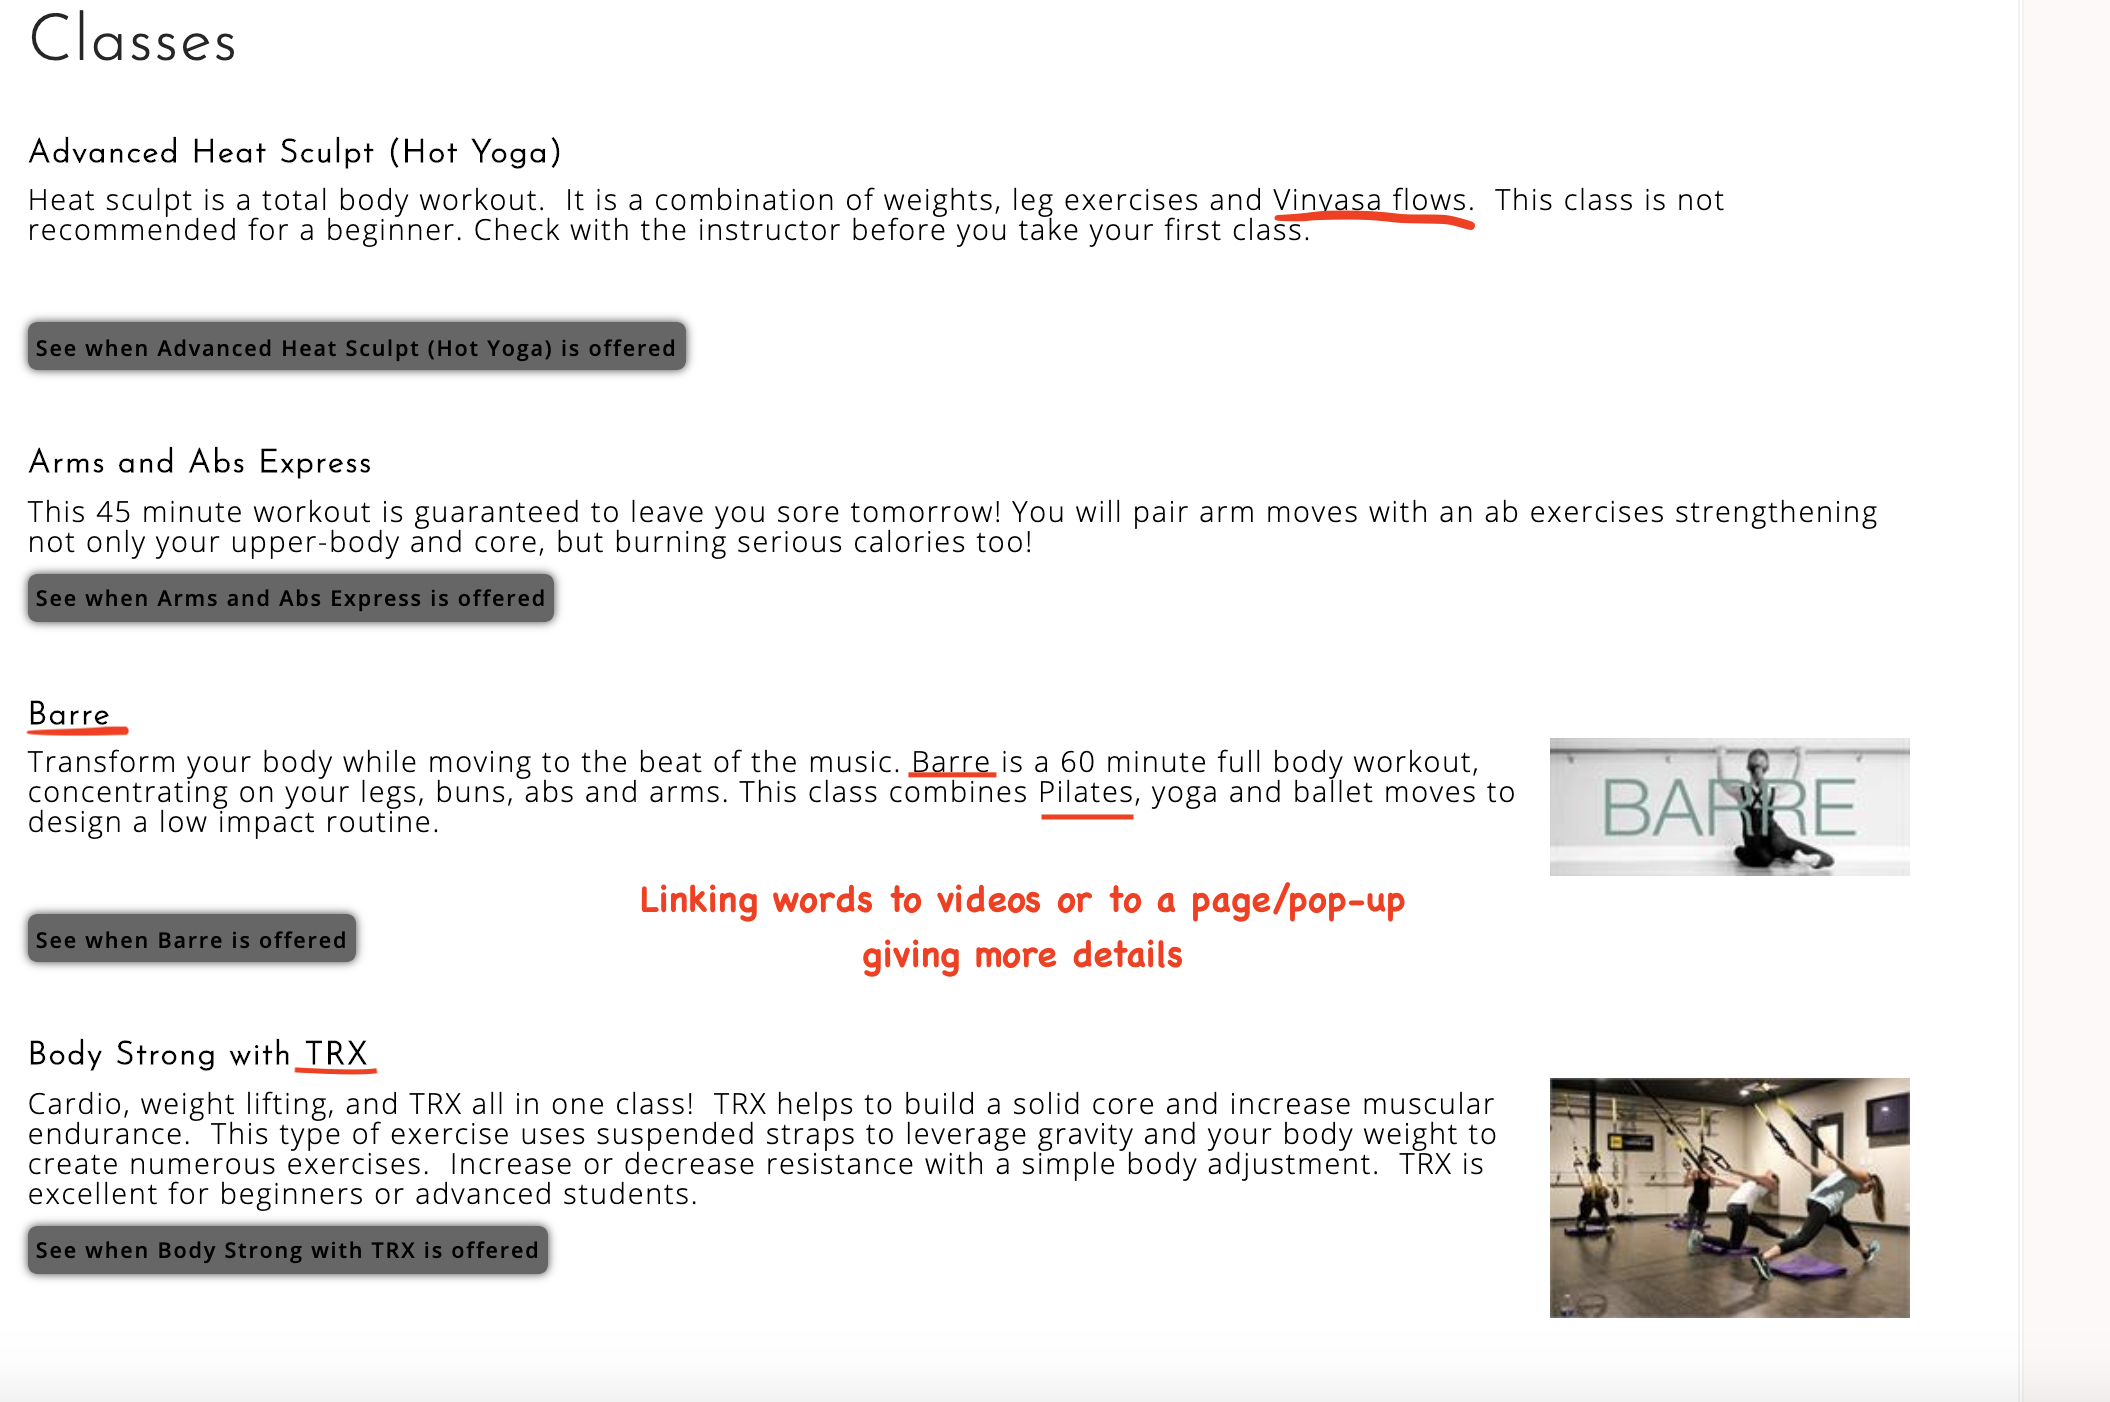 Classes
Advanced Heat Sculpt (Hot Yoga)
Heat sculpt is a total body workout.  It is a combination of weights, leg exercises and Vinyasa flows.  This class is not
recommended for a beginner. Check with the instructor before you take your first class.
See when Advanced Heat Sculpt (Hot Yoga) is offered
Arms and Abs Express
This 45 minute workout is guaranteed to leave you sore tomorrow! You will pair arm moves with an ab exercises strengthening
not only your upper-body and core, but burning serious calories too!
See when Arms and Abs Express is offered
Barre
Transform your body while moving to the beat of the music. Barre is a 60 minute full body workout,
concentrating on your legs, buns, abs and arms. This class combines Pilates, yoga and ballet moves to
design a low impact routine.
BARRE
Linking words to videos or to a page/pop-up
giving more details
See when Barre is offered
Body Strong with TRX
Cardio, weight lifting, and TRX all in one class!  TRX helps to build a solid core and increase muscular
endurance.  This type of exercise uses suspended straps to leverage gravity and your body weight to
create numerous exercises.  Increase or decrease resistance with a simple body adjustment.  TRX is
excellent for beginners or advanced students.
See when Body Strong with TRX is offered